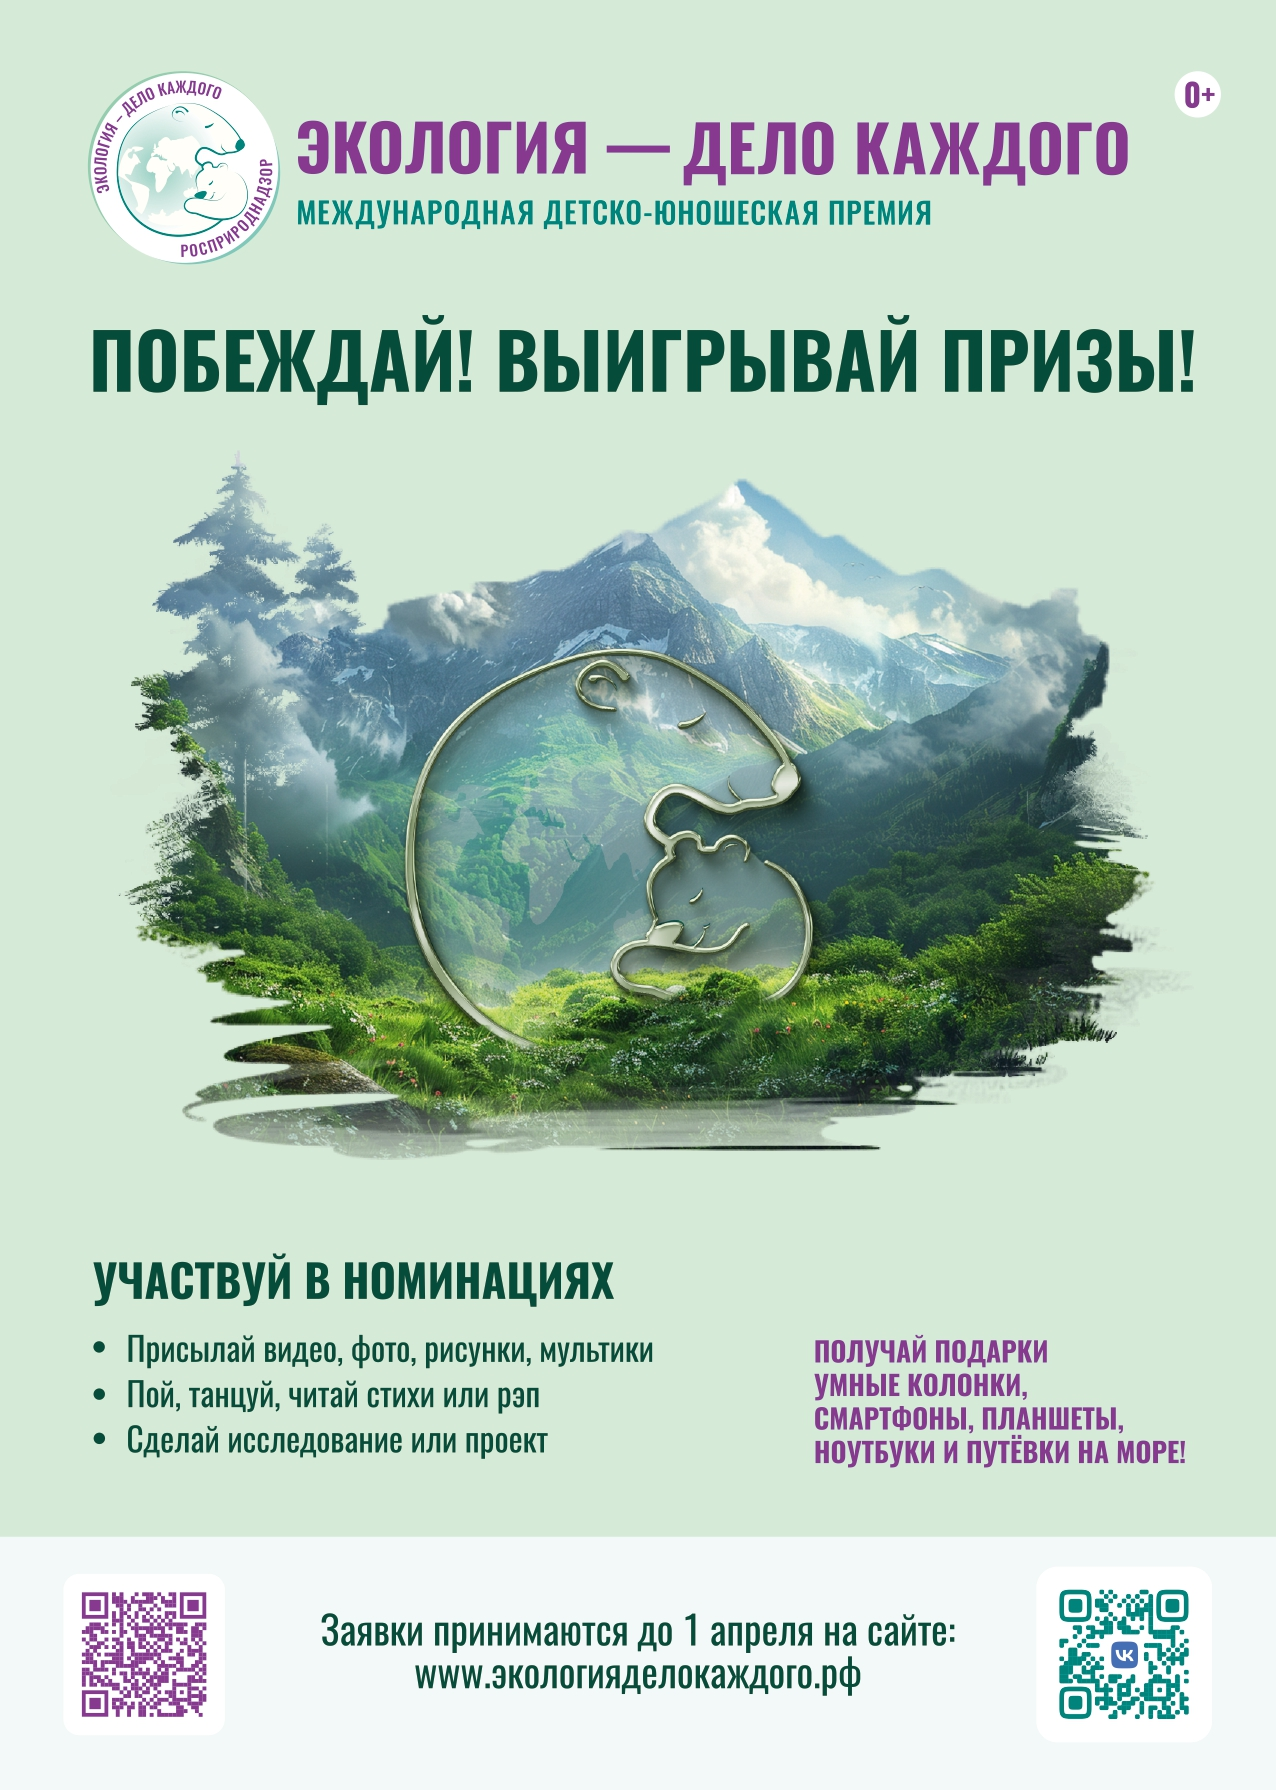 ЭКОЛОГИЯ – ДЕЛО КАЖДОГО
РОСПРИРОДНАДЗОР
0+
ЭКОЛОГИЯ — ДЕЛО КАЖДОГО
МЕЖДУНАРОДНАЯ ДЕТСКО-ЮНОШЕСКАЯ ПРЕМИЯ
ПОБЕЖДАЙ! ВЫИГРЫВАЙ ПРИЗЫ!
УЧАСТВУЙ В НОМИНАЦИЯХ
• Присылай видео, фото, рисунки, мультики
• Пой, танцуй, читай стихи или рэп
• Сделай исследование или проект
ПОЛУЧАЙ ПОДАРКИ
УМНЫЕ КОЛОНКИ,
СМАРТФОНЫ, ПЛАНШЕТЫ,
НОУТБУКИ И ПУТЁВКИ НА МОРЕ!
Заявки принимаются до 1 апреля на сайте:
www.экологияделокаждого.рф
VK